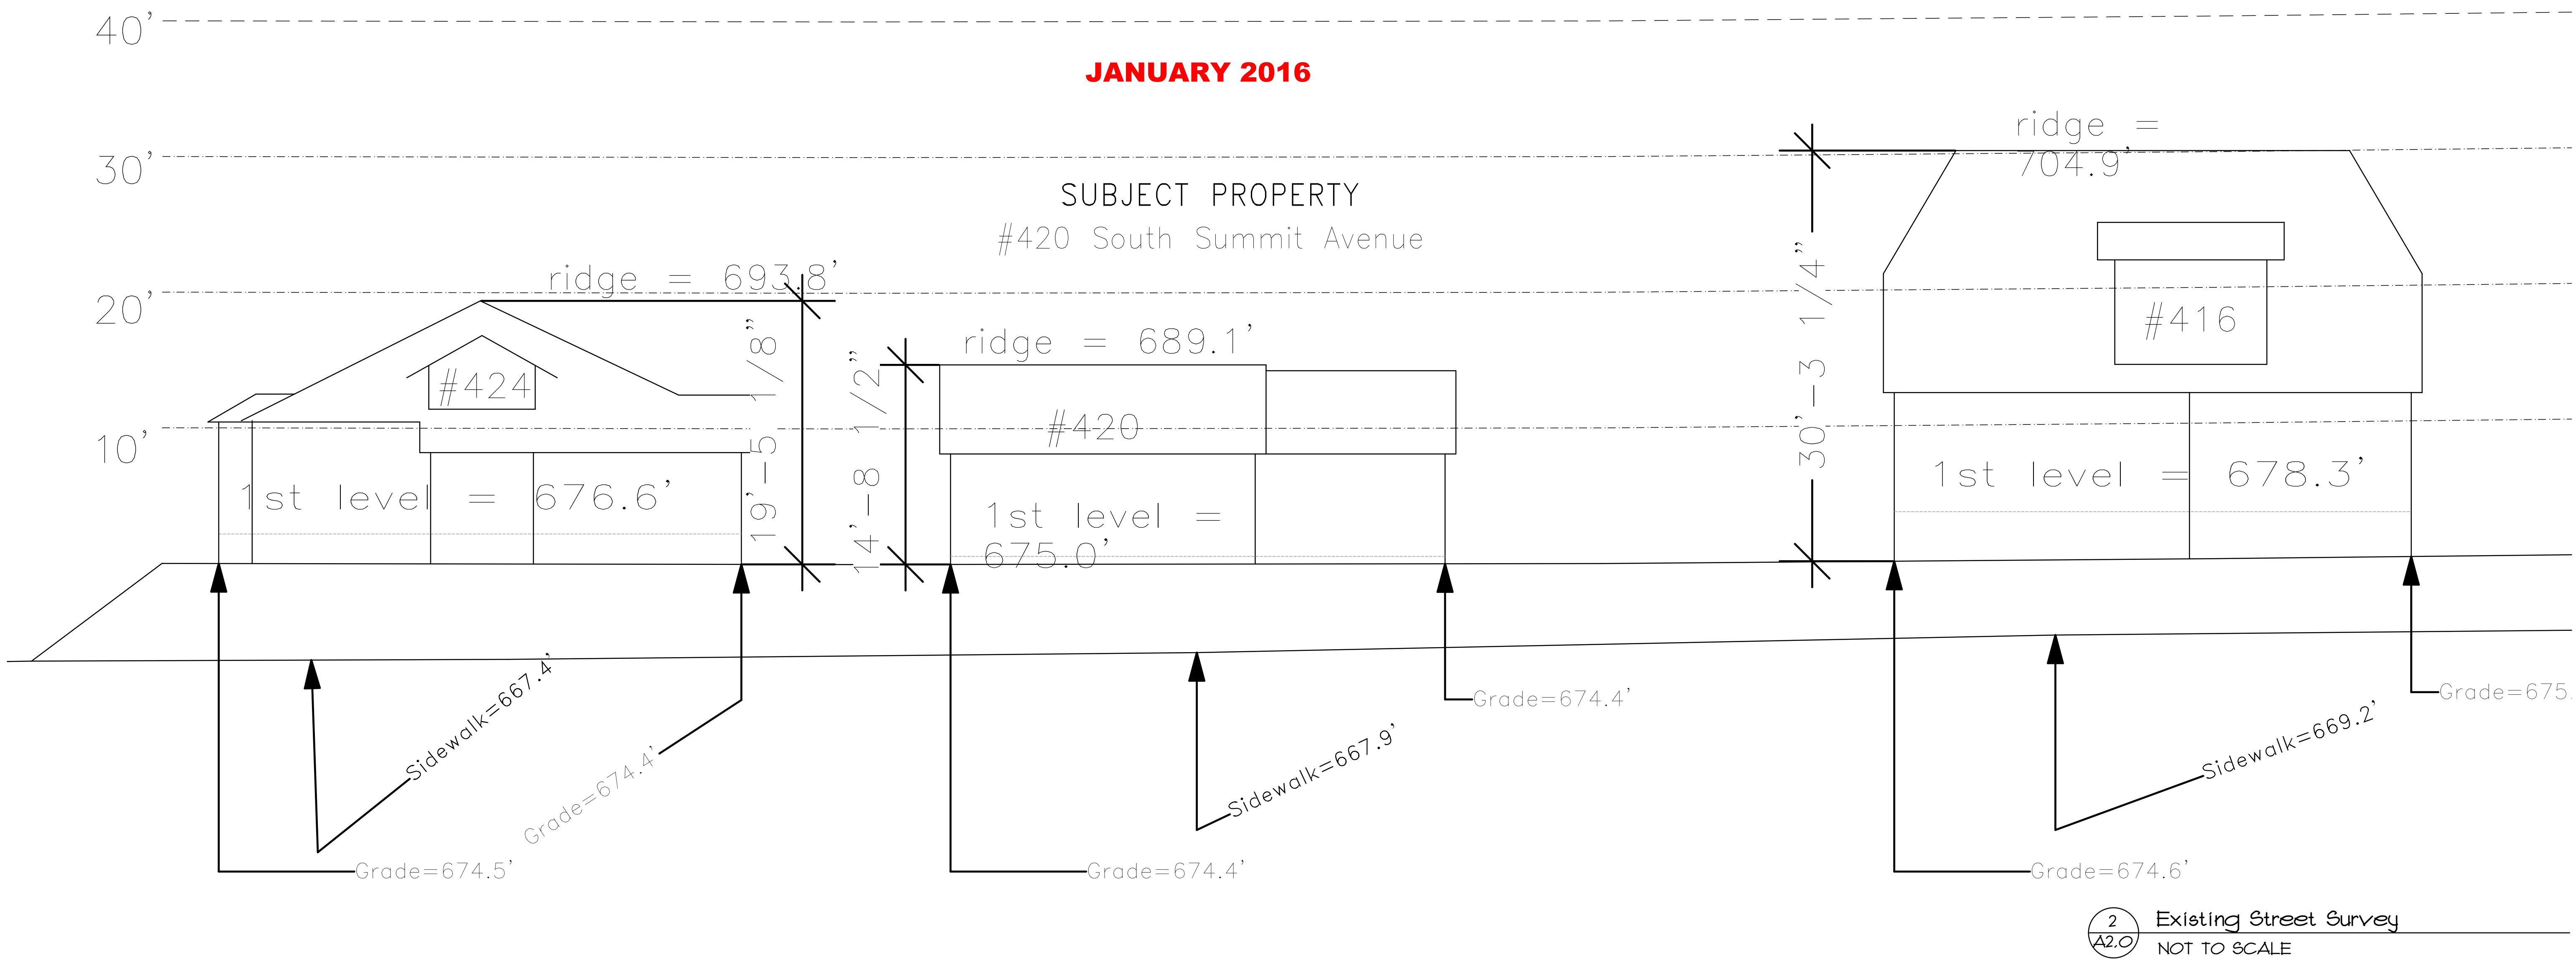 40'
JANUARY 2016
ridge =
704.9'
30'
SUBJECT PROPERTY
#420 South Summit Avenue
ridge = 693.8'
20'
ridge = 689.1'
#416
#424
#420
10'
19'-5 1/8"
14'-8 1/2"
30'-3 1/4"
1st level = 676.6'
1st level =
675.0'
1st level = 678.3'
Sidewalk=667.4'
Grade=674.4'
Grade=674.5'
Grade=674.4'
Sidewalk=667.9'
Grade=674.4'
Sidewalk=669.2'
Grade=675.
Grade=674.6'
2
A2.0
Existing Street Survey
NOT TO SCALE